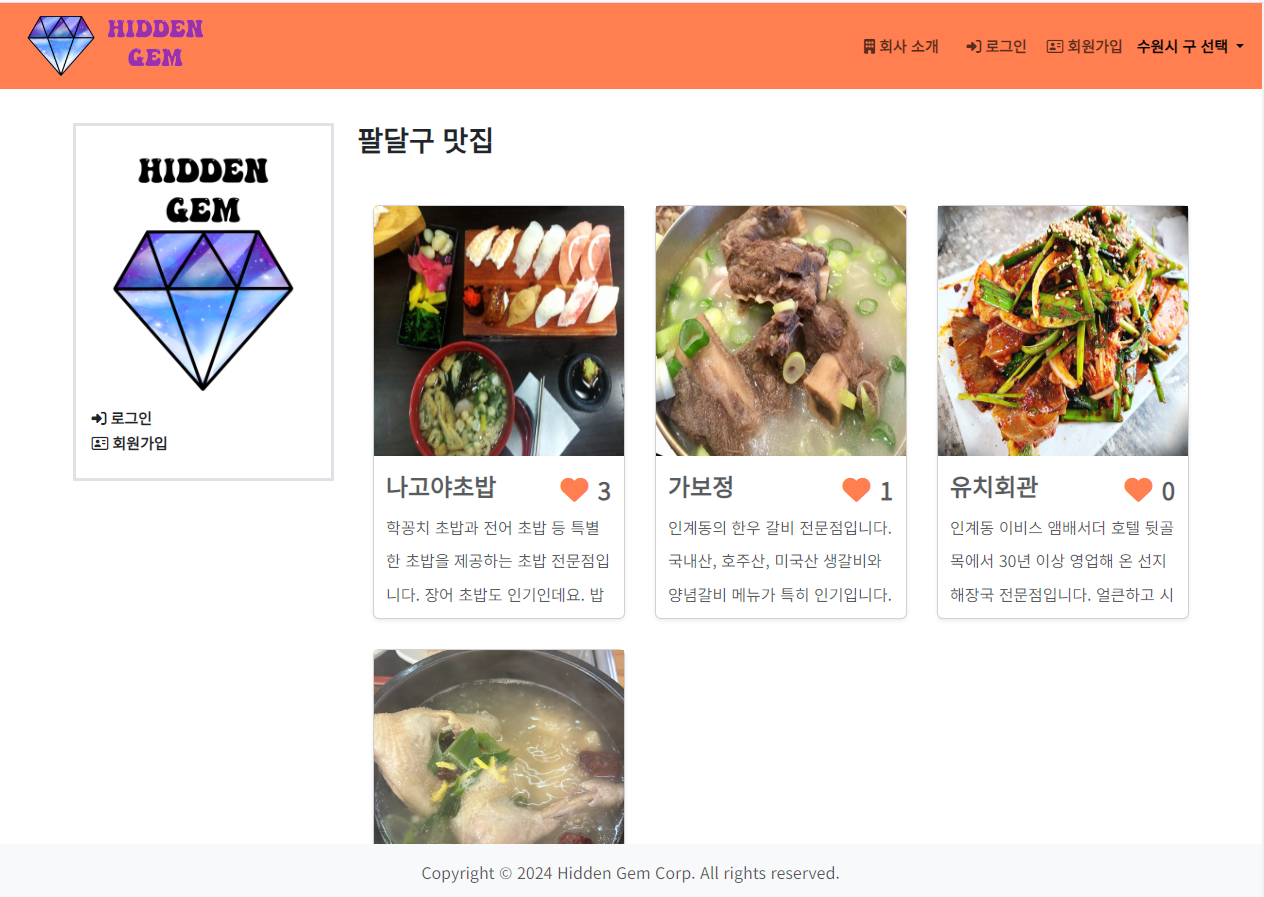 HIDDEN
GEM
회사 소개
로그인
회원가입
수원시 구 선택
HIDDEN
GEM
로그인
회원가입
팔달구 맛집
나고야초밥 3
학꽁치 초밥과 전어 초밥 등 특별
한 초밥을 제공하는 초밥 전문점입
니다. 장어 초밥도 인기인데요. 밥
가보정 1
인계동의 한우 갈비 전문점입니다.
국내산, 호주산, 미국산 생갈비와
양념갈비 메뉴가 특히 인기입니다.
유치회관 0
인계동 이비스 앰배서더 호텔 뒷골
목에서 30년 이상 영업해 온 선지
해장국 전문점입니다. 얼큰하고 시
Copyright © 2024 Hidden Gem Corp. All rights reserved.